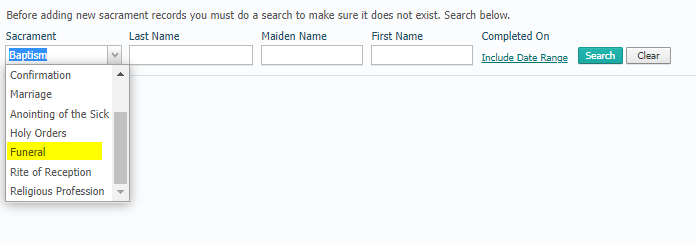 Before adding new sacrament records you must do a search to make sure it does not exist. Search below.
Sacrament Last Name Maiden Name First Name Completed On
Baptism Include Date Range Search Clear
Confirmation
Marriage
Anointing of the Sick
Holy Orders
Funeral
Rite of Reception
Religious Profession